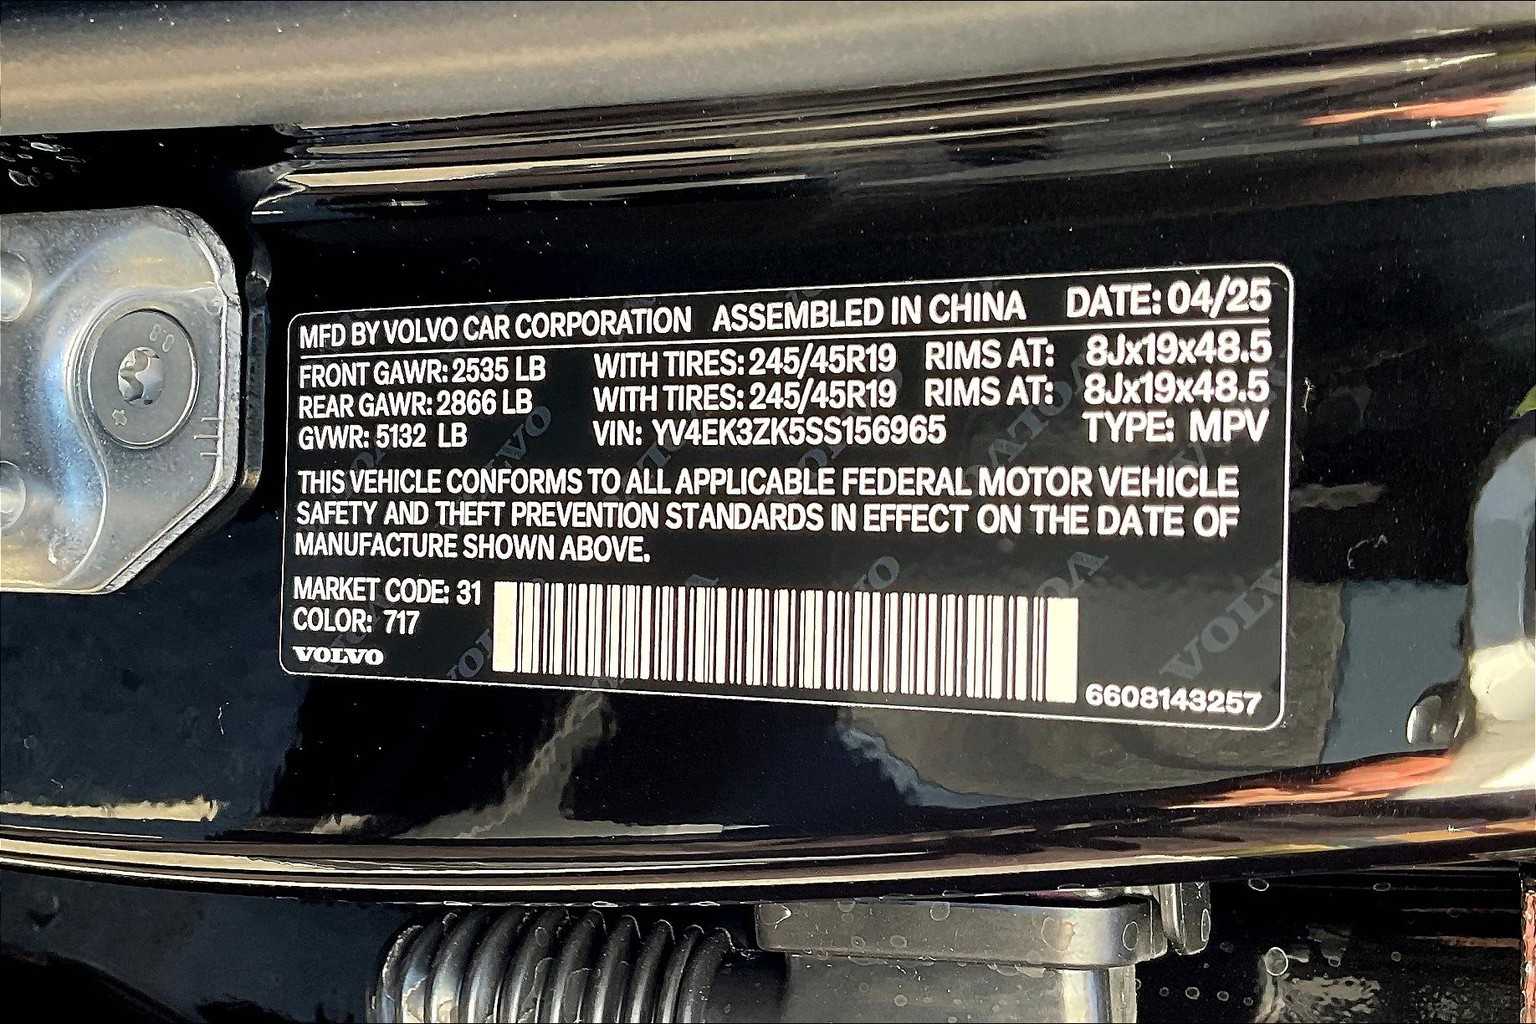 MFD BY VOLVO CAR CORPORATION ASSEMBLED IN CHINA DATE: 04/25
FRONT GAWR: 2535 LB WITH TIRES: 245/45R19 RIMS AT: 8Jx19x48.5
REAR GAWR: 2866 LB WITH TIRES: 245/45R19 RIMS AT: 8Jx19x48.5
GVWR: 5132 LB VIN: YV4EK3ZK5SS156965 TYPE: MPV
THIS VEHICLE CONFORMS TO ALL APPLICABLE FEDERAL MOTOR VEHICLE
SAFETY AND THEFT PREVENTION STANDARDS IN EFFECT ON THE DATE OF
MANUFACTURE SHOWN ABOVE.
MARKET CODE: 31
COLOR: 717
VOLVO
6608143257